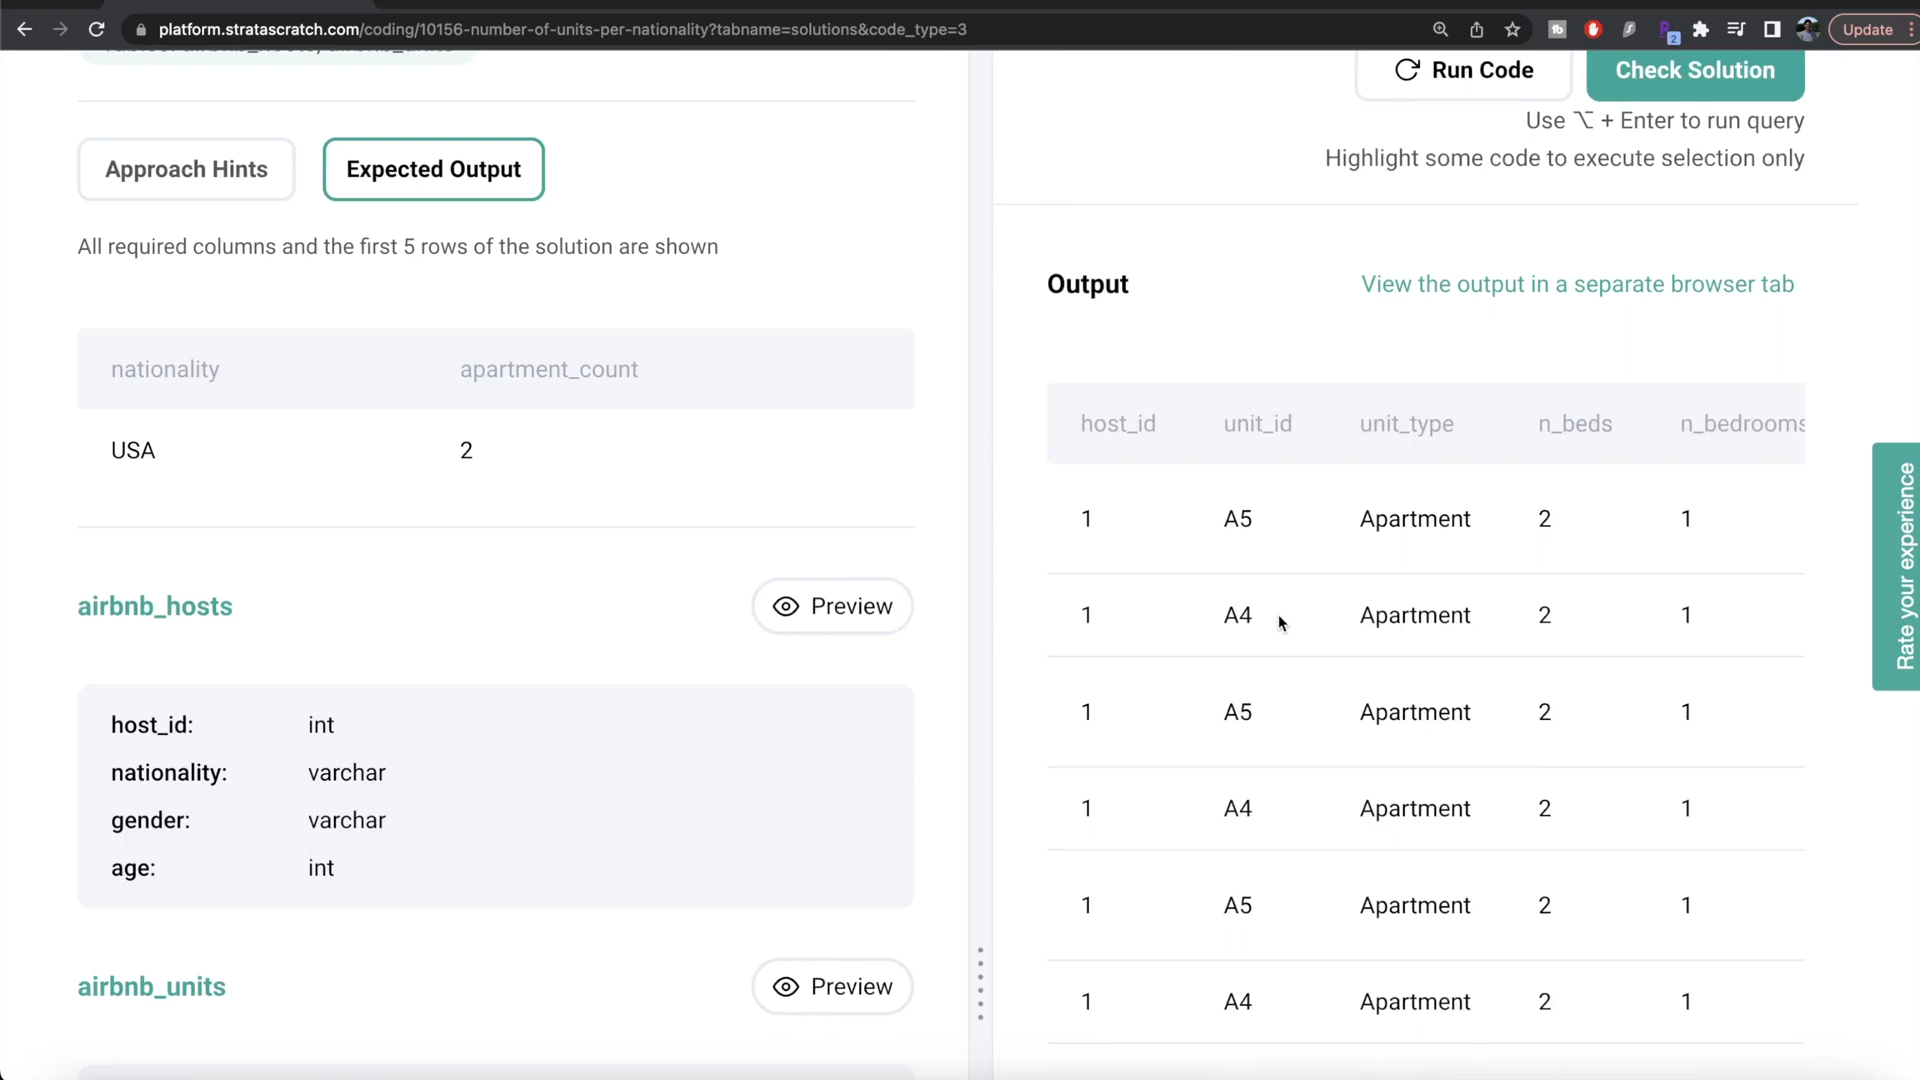 platform.stratascratch.com/coding/10156-number-of-units-per-nationality?tabname=solutions&code_type=3
2
Update
Run Code
Check Solution
Use ⌥ + Enter to run query
Highlight some code to execute selection only
Approach Hints
Expected Output
All required columns and the first 5 rows of the solution are shown
nationality apartment_count
USA 2
airbnb_hosts
Preview
host_id: int
nationality: varchar
gender: varchar
age: int
airbnb_units
Preview
Output
View the output in a separate browser tab
host_id unit_id unit_type n_beds n_bedrooms
1 A5 Apartment 2 1
1 A4 Apartment 2 1
1 A5 Apartment 2 1
1 A4 Apartment 2 1
1 A5 Apartment 2 1
1 A4 Apartment 2 1
Rate your experience